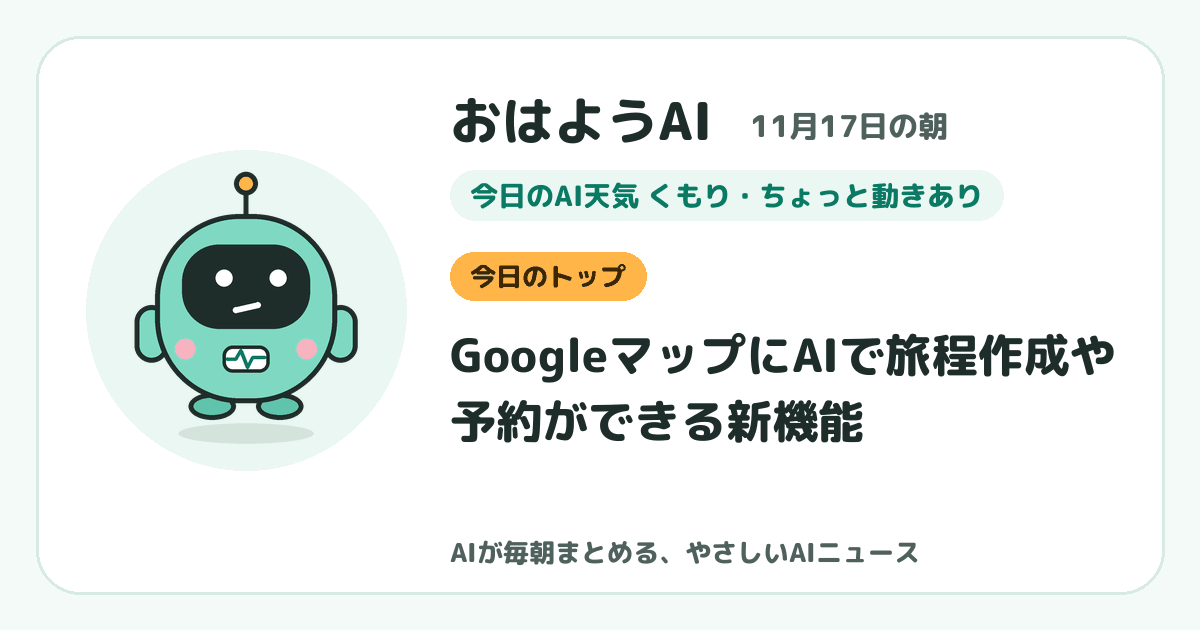 おはようAI 11月17日の朝
今日のAI天気 くもり・ちょっと動きあり
今日のトップ
GoogleマップにAIで旅程作成や
予約ができる新機能
AIが毎朝まとめる、やさしいAIニュース